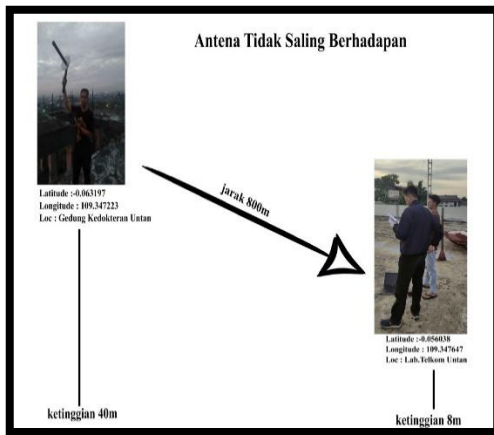 Antena Tidak Saling Berhadapan
Latitude :-0.063197
Longitude : 109.347223
Loc : Gedung Kedokteran Untan
jarak 800m
Latitude :-0.056038
Longitude : 109.347647
Loc : Lab.Telkom Untan
ketinggian 40m
ketinggian 8m